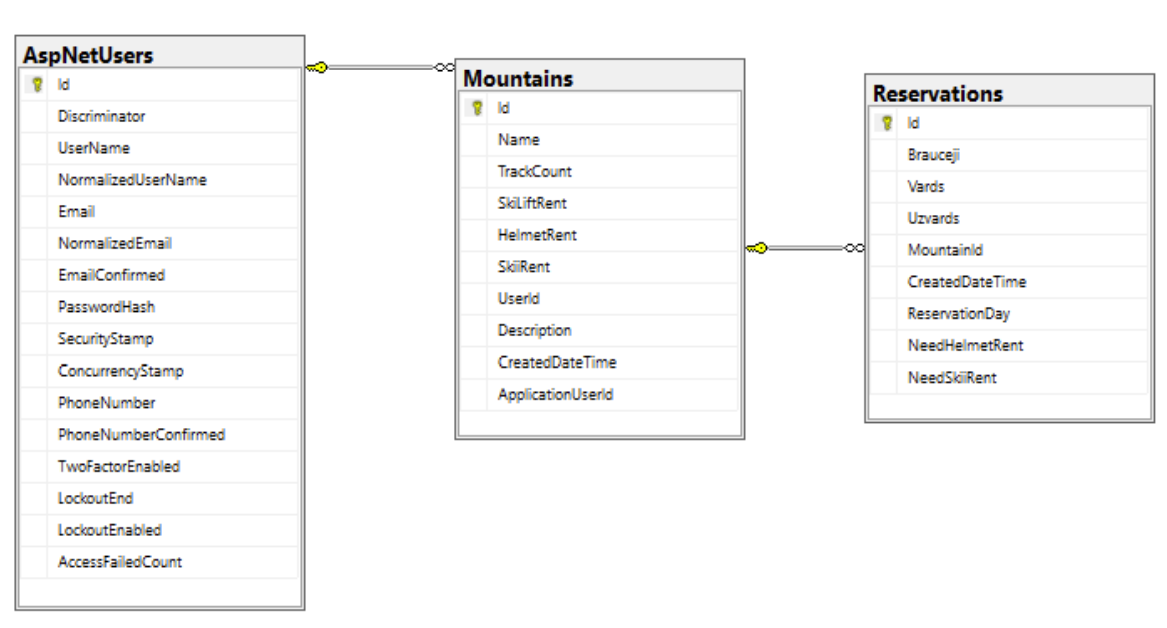 AspNetUsers
Id
Discriminator
UserName
NormalizedUserName
Email
NormalizedEmail
EmailConfirmed
PasswordHash
SecurityStamp
ConcurrencyStamp
PhoneNumber
PhoneNumberConfirmed
TwoFactorEnabled
LockoutEnd
LockoutEnabled
AccessFailedCount
Mountains
Id
Name
TrackCount
SkiLiftRent
HelmetRent
SkiiRent
UserId
Description
CreatedDateTime
ApplicationUserId
Reservations
Id
Brauceji
Vards
Uzvards
MountainId
CreatedDateTime
ReservationDay
NeedHelmetRent
NeedSkiiRent